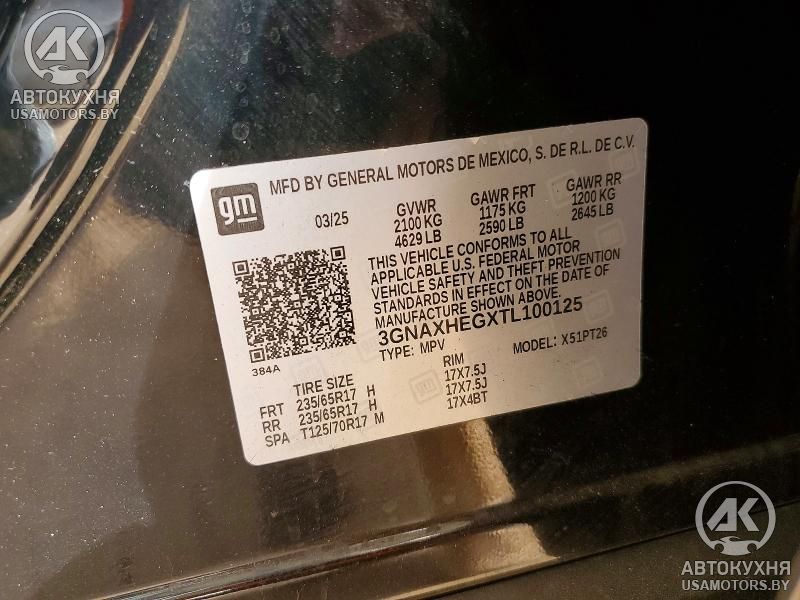 AK
АВТОКУХНЯ
USAMOTORS.BY
gm
MFD BY GENERAL MOTORS DE MEXICO, S. DE R.L. DE C.V.
03/25 GVWR GAWR FRT GAWR RR
2100 KG 1175 KG 1200 KG
4629 LB 2590 LB 2645 LB
THIS VEHICLE CONFORMS TO ALL
APPLICABLE U.S. FEDERAL MOTOR
VEHICLE SAFETY AND THEFT PREVENTION
STANDARDS IN EFFECT ON THE DATE OF
MANUFACTURE SHOWN ABOVE.
3GNAXHEGXTL100125
TYPE: MPV MODEL: X51PT26
384A
TIRE SIZE RIM
FRT 235/65R17 H 17X7.5J
RR 235/65R17 H 17X7.5J
SPA T125/70R17 M 17X4BT
AK
АВТОКУХНЯ
USAMOTORS.BY